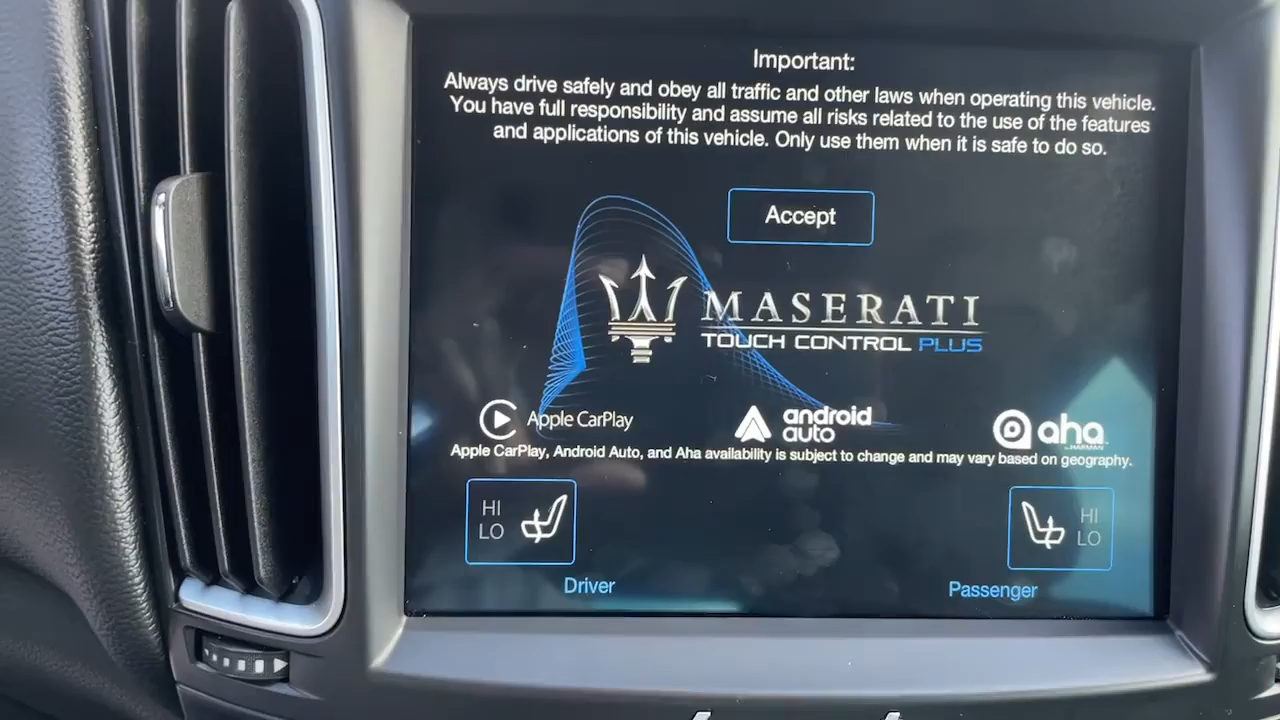 Important:
Always drive safely and obey all traffic and other laws when operating this vehicle.
You have full responsibility and assume all risks related to the use of the features
and applications of this vehicle. Only use them when it is safe to do so.
Accept
MASERATI
TOUCH CONTROL PLUS
Apple CarPlay
android auto
aha
by HARMAN
Apple CarPlay, Android Auto, and Aha availability is subject to change and may vary based on geography.
HI
LO
HI
LO
Driver
Passenger